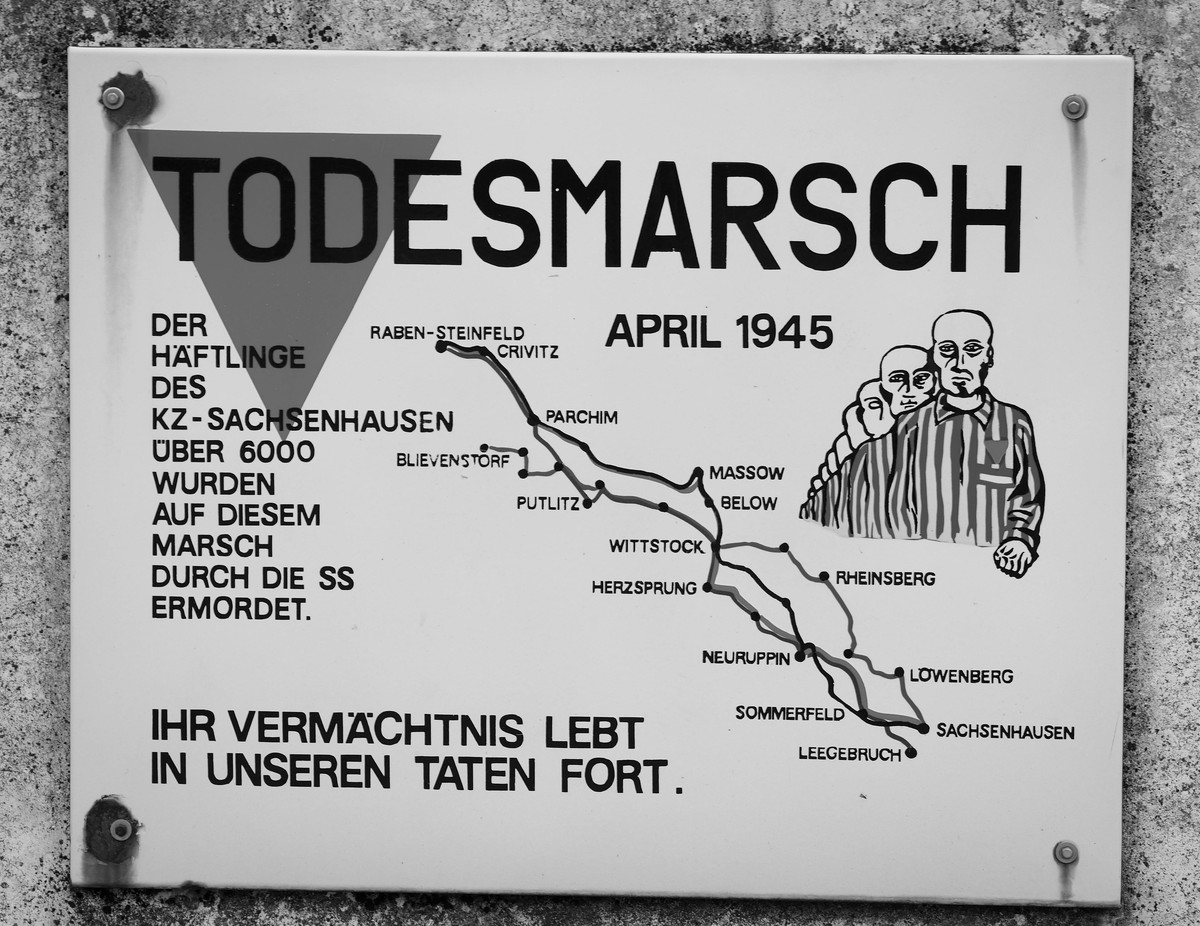 TODESMARSCH
APRIL 1945
DER
HÄFTLINGE
DES
KZ-SACHSENHAUSEN
ÜBER 6000
WURDEN
AUF DIESEM
MARSCH
DURCH DIE SS
ERMORDET.
RABEN-STEINFELD
CRIVITZ
PARCHIM
BLIEVENSTORF
MASSOW
PUTLITZ
BELOW
WITTSTOCK
RHEINSBERG
HERZSPRUNG
NEURUPPIN
LÖWENBERG
SOMMERFELD
SACHSENHAUSEN
LEEGEBRUCH
IHR VERMÄCHTNIS LEBT
IN UNSEREN TATEN FORT.